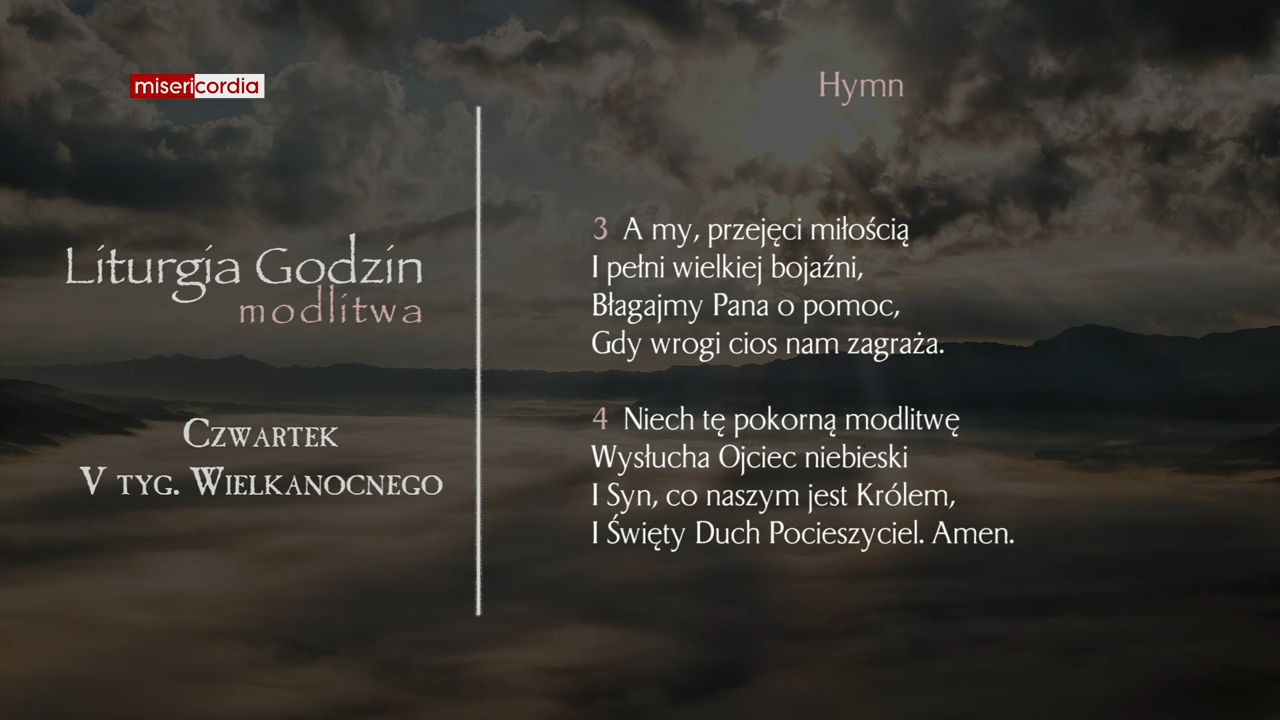 misericordia
Liturgia Godzin
modlitwa
Czwartek
V tyg. Wielkanocnego
Hymn
3 A my, przejęci miłością
I pełni wielkiej bojaźni,
Błagajmy Pana o pomoc,
Gdy wrogi cios nam zagraża.
4 Niech tę pokorną modlitwę
Wysłucha Ojciec niebieski
I Syn, co naszym jest Królem,
I Święty Duch Pocieszyciel. Amen.